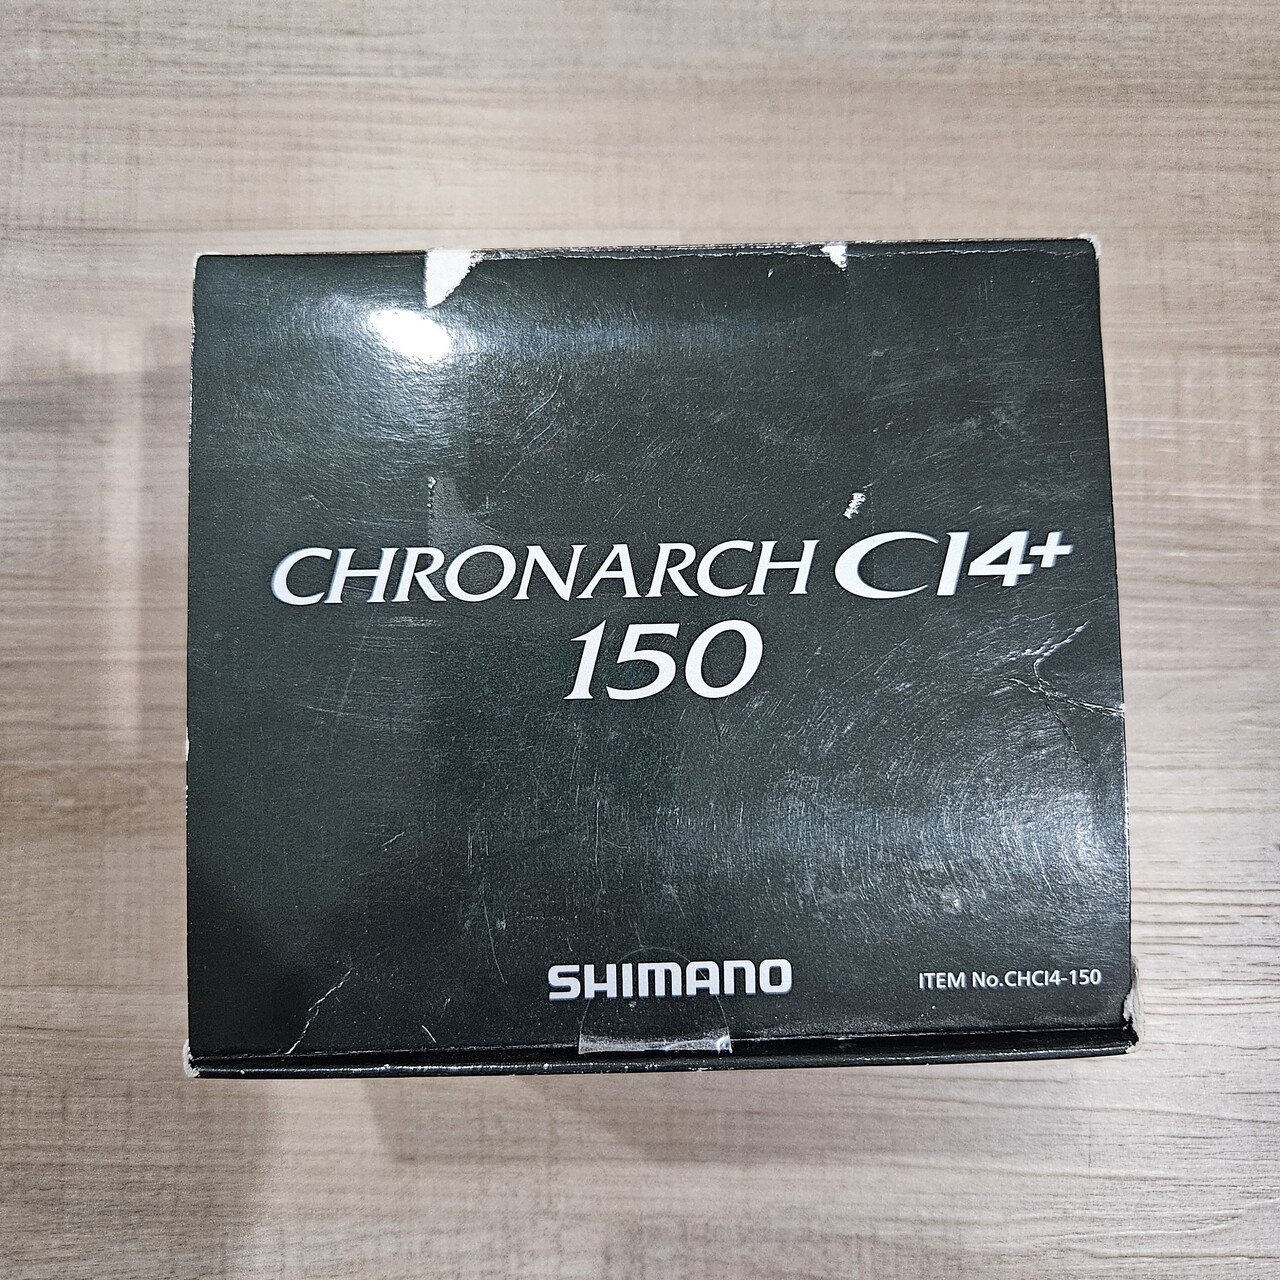 CHRONARCH CI4+
150
SHIMANO
ITEM No.CHCI4-150